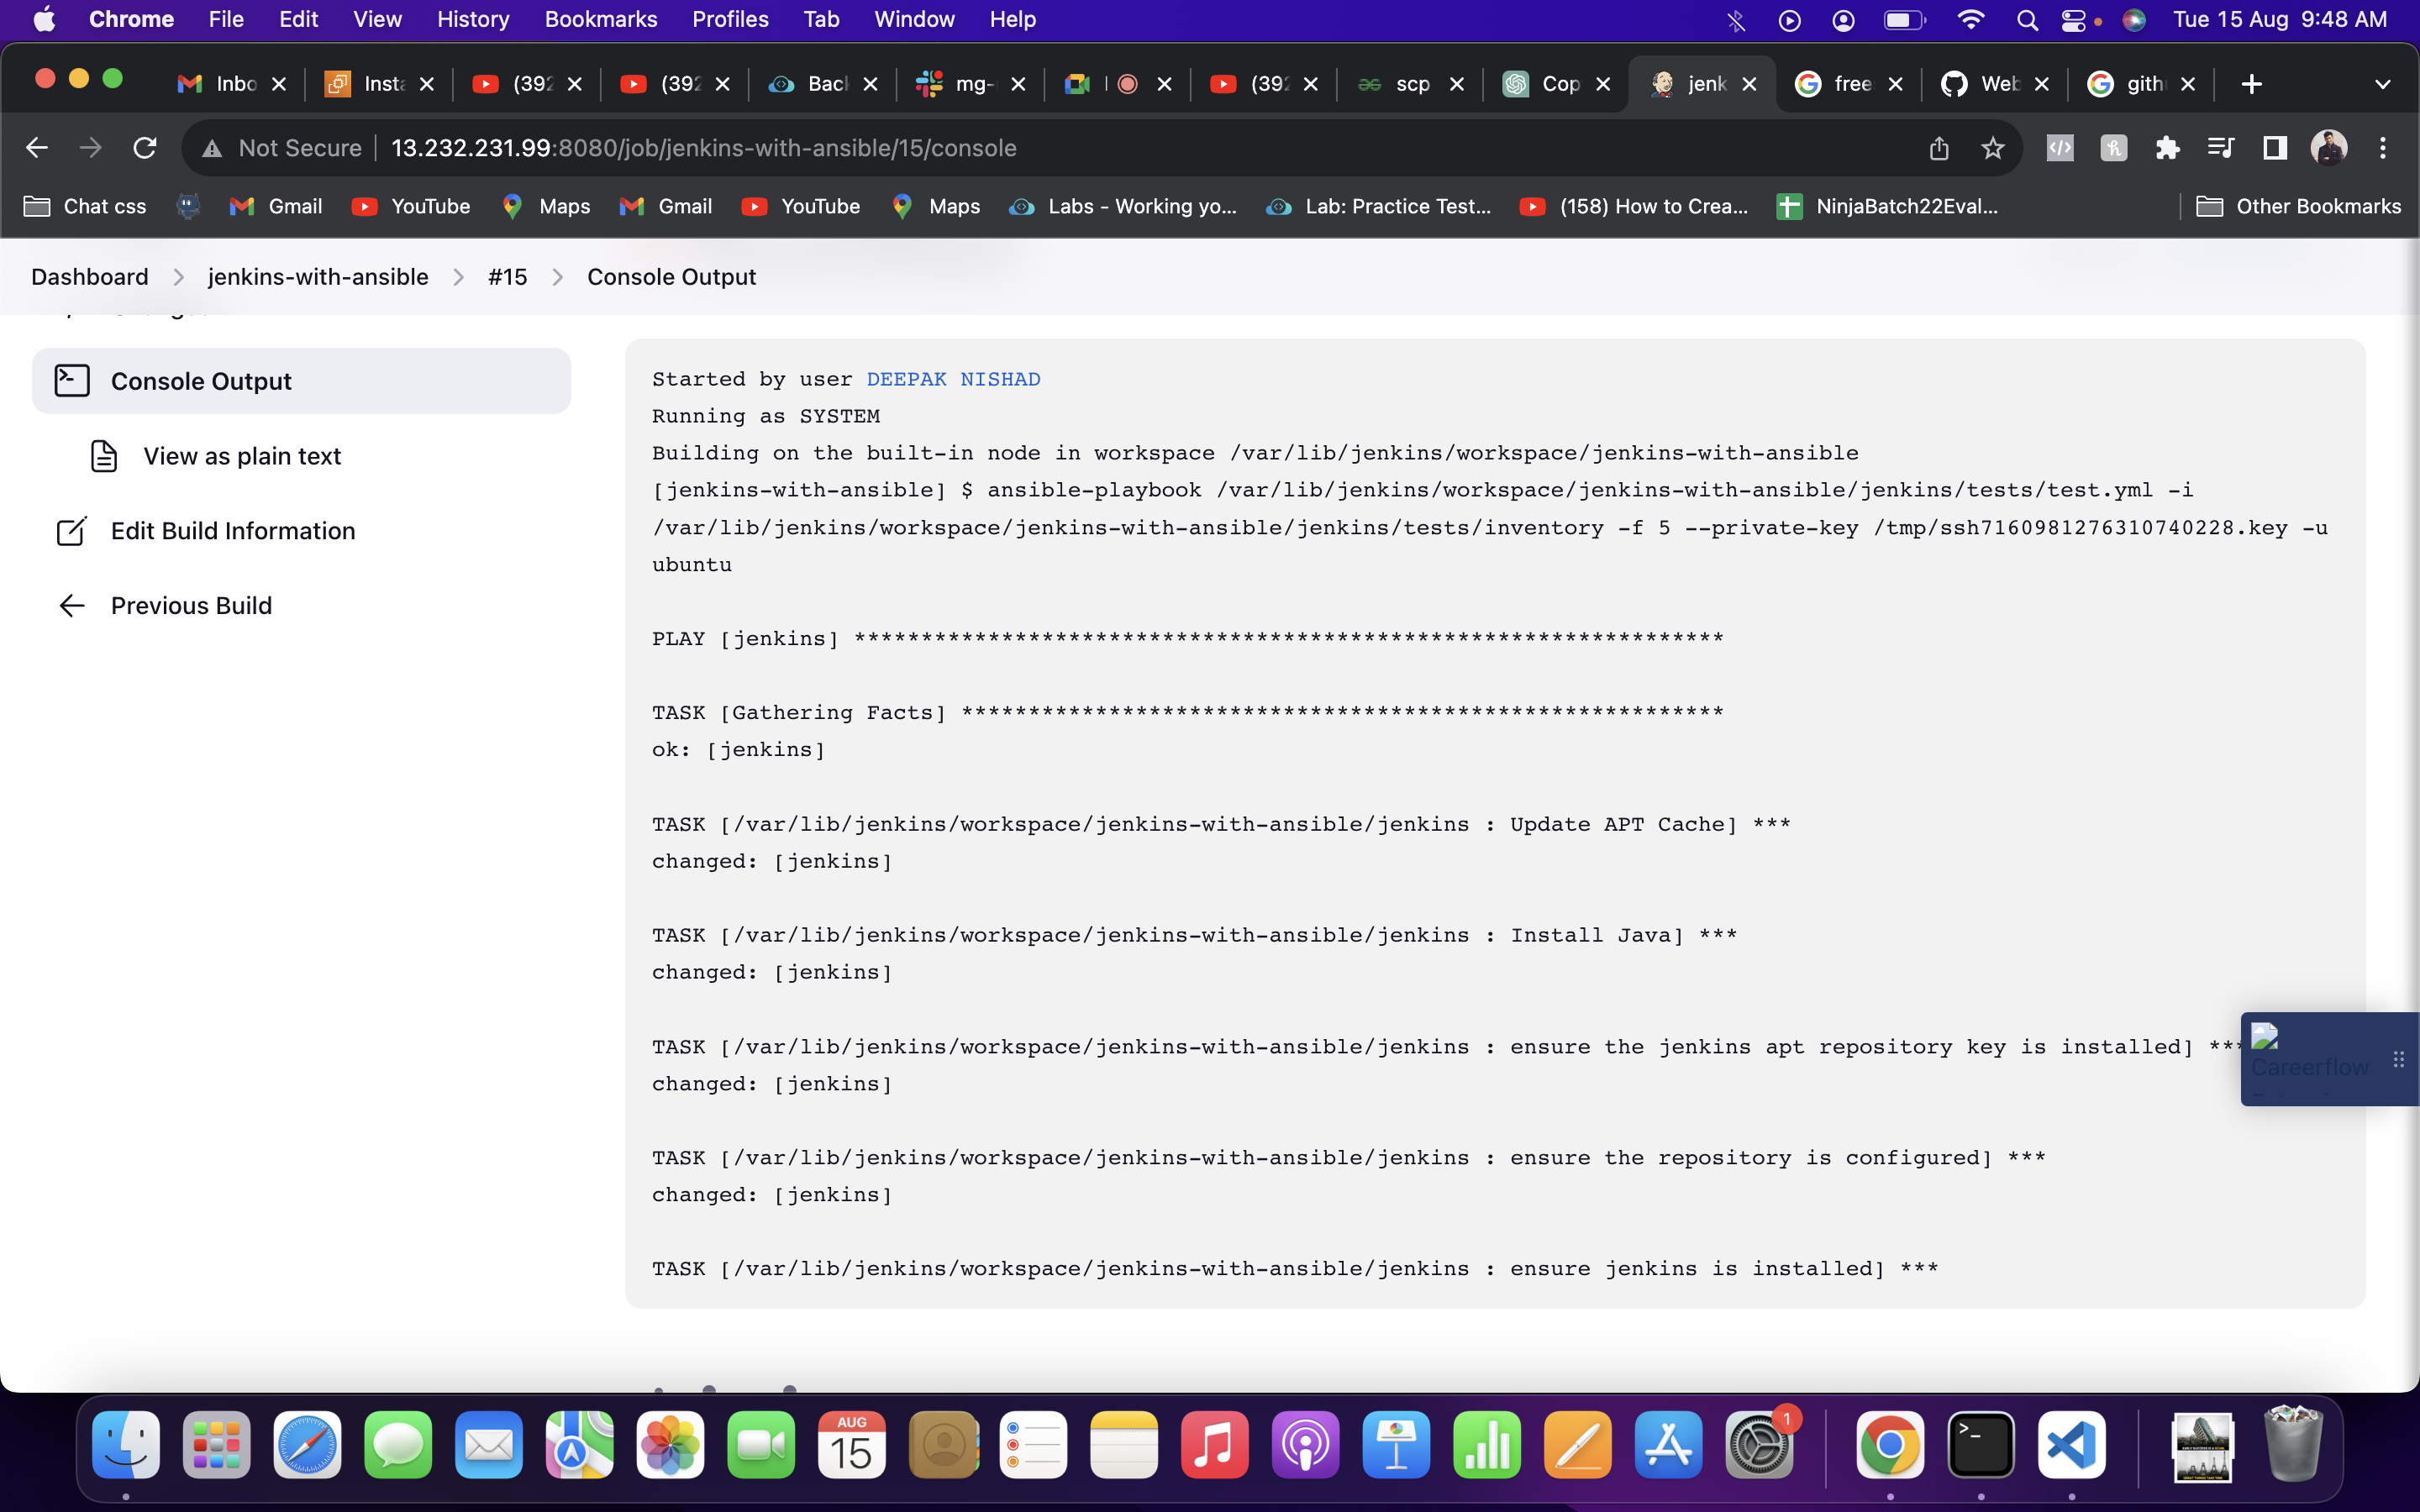 Chrome File Edit View History Bookmarks Profiles Tab Window Help Tue 15 Aug 9:48 AM
Inbo Insta (392 (392 Back mg- (392 scp Cop jenk free Web gith
Not Secure 13.232.231.99:8080/job/jenkins-with-ansible/15/console
Chat css Gmail YouTube Maps Gmail YouTube Maps Labs - Working yo... Lab: Practice Test... (158) How to Crea... NinjaBatch22Eval... Other Bookmarks
Dashboard > jenkins-with-ansible > #15 > Console Output
Console Output
View as plain text
Edit Build Information
Previous Build
Started by user DEEPAK NISHAD
Running as SYSTEM
Building on the built-in node in workspace /var/lib/jenkins/workspace/jenkins-with-ansible
[jenkins-with-ansible] $ ansible-playbook /var/lib/jenkins/workspace/jenkins-with-ansible/jenkins/tests/test.yml -i
/var/lib/jenkins/workspace/jenkins-with-ansible/jenkins/tests/inventory -f 5 --private-key /tmp/ssh7160981276310740228.key -u
ubuntu
PLAY [jenkins] *****************************************************************
TASK [Gathering Facts] *********************************************************
ok: [jenkins]
TASK [/var/lib/jenkins/workspace/jenkins-with-ansible/jenkins : Update APT Cache] ***
changed: [jenkins]
TASK [/var/lib/jenkins/workspace/jenkins-with-ansible/jenkins : Install Java] ***
changed: [jenkins]
TASK [/var/lib/jenkins/workspace/jenkins-with-ansible/jenkins : ensure the jenkins apt repository key is installed] ***
changed: [jenkins]
Careerflow
TASK [/var/lib/jenkins/workspace/jenkins-with-ansible/jenkins : ensure the repository is configured] ***
changed: [jenkins]
TASK [/var/lib/jenkins/workspace/jenkins-with-ansible/jenkins : ensure jenkins is installed] ***
AUG
15
1